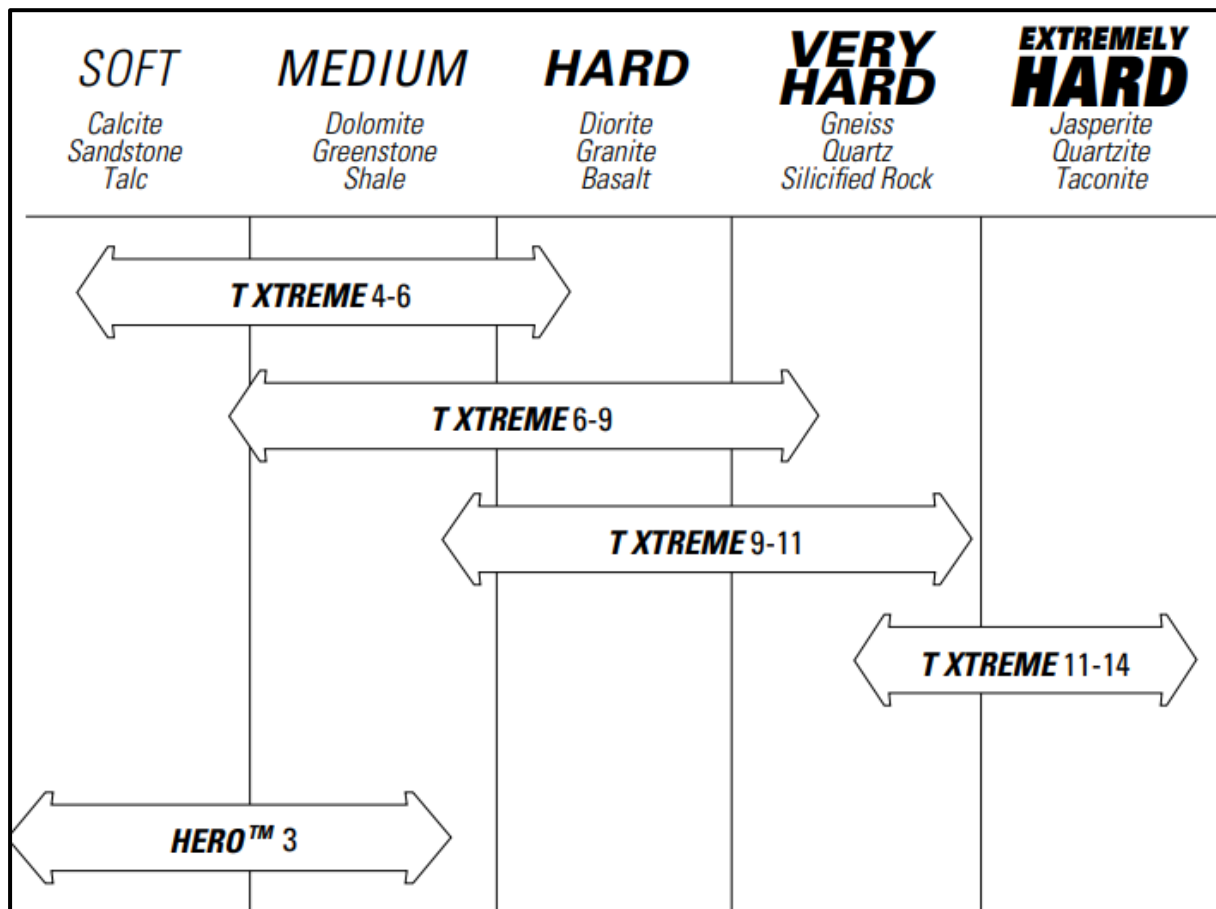 SOFT
Calcite
Sandstone
Talc
MEDIUM
Dolomite
Greenstone
Shale
HARD
Diorite
Granite
Basalt
VERY
HARD
Gneiss
Quartz
Silicified Rock
EXTREMELY
HARD
Jasperite
Quartzite
Taconite
T XTREME 4-6
T XTREME 6-9
T XTREME 9-11
T XTREME 11-14
HERO™ 3